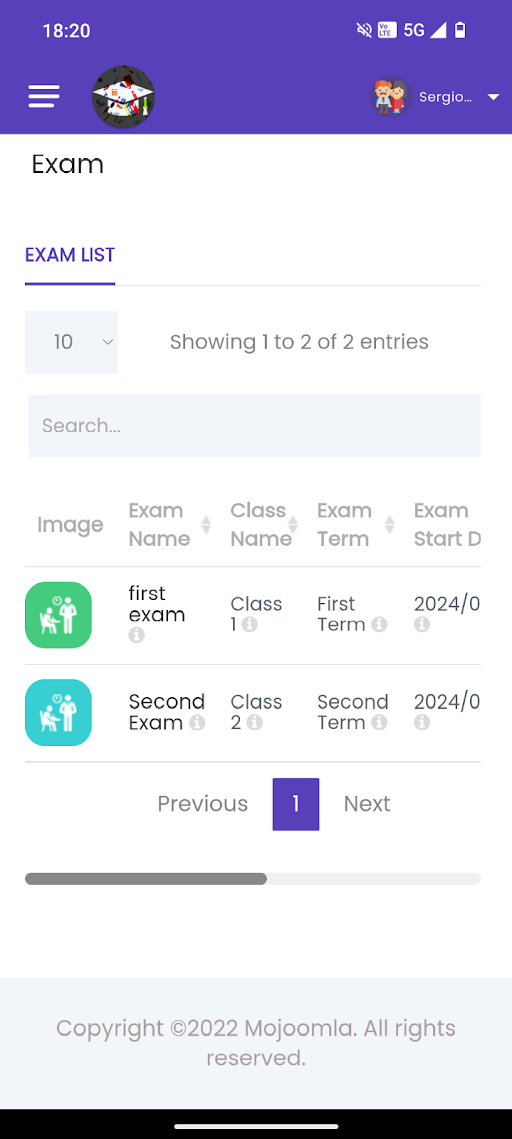 18:20
Vo LTE 5G
Sergio...
Exam
EXAM LIST
10
Showing 1 to 2 of 2 entries
Search...
Image
Exam
Name
Class
Name
Exam
Term
Exam
Start D
first
exam
Class
1
First
Term
2024/0
Second
Exam
Class
2
Second
Term
2024/0
Previous 1 Next
Copyright ©2022 Mojoomla. All rights
reserved.